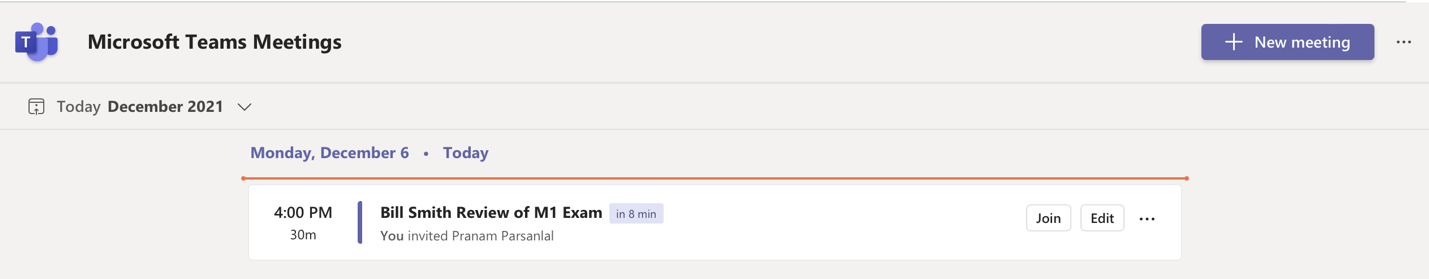 T
Microsoft Teams Meetings
New meeting
Today December 2021
Monday, December 6 • Today
4:00 PM
30m
Bill Smith Review of M1 Exam in 8 min
You invited Pranam Parsanlal
Join
Edit